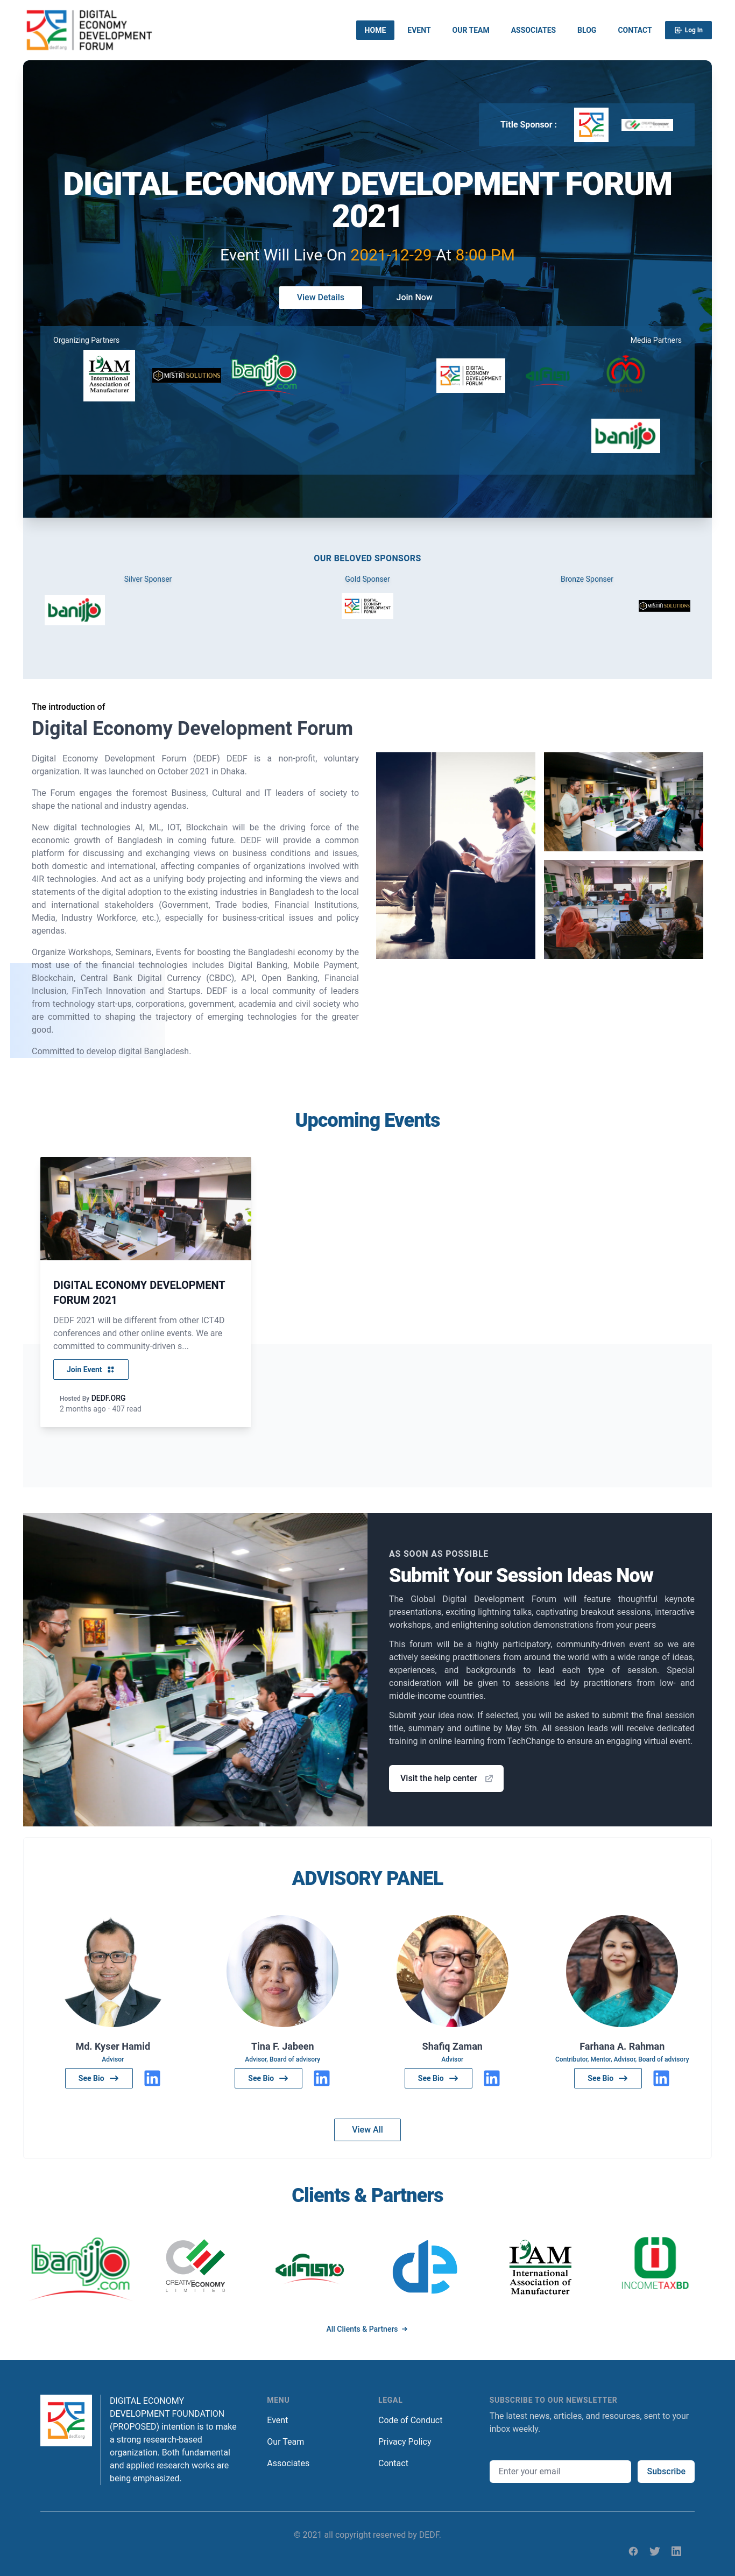 DIGITAL
ECONOMY
DEVELOPMENT
FORUM
HOME
EVENT
OUR TEAM
ASSOCIATES
BLOG
CONTACT
Log in
Title Sponsor :
DIGITAL ECONOMY DEVELOPMENT FORUM
2021
Event Will Live On 2021-12-29 At 8:00 PM
View Details
Join Now
Organizing Partners
Media Partners
I'AM
International
Association of
Manufacturer
MISTRI SOLUTIONS
banijjo
.com
DIGITAL
ECONOMY
DEVELOPMENT
FORUM
বাণিজ্য
banijjo
OUR BELOVED SPONSORS
Silver Sponser
Gold Sponser
Bronze Sponser
banijjo
DIGITAL
ECONOMY
DEVELOPMENT
FORUM
MISTRI SOLUTIONS
The introduction of
Digital Economy Development Forum
Digital Economy Development Forum (DEDF) DEDF is a non-profit, voluntary
organization. It was launched on October 2021 in Dhaka.
The Forum engages the foremost Business, Cultural and IT leaders of society to
shape the national and industry agendas.
New digital technologies AI, ML, IOT, Blockchain will be the driving force of the
economic growth of Bangladesh in coming future. DEDF will provide a common
platform for discussing and exchanging views on business conditions and issues,
both domestic and international, affecting companies of organizations involved with
4IR technologies. And act as a unifying body projecting and informing the views and
statements of the digital adoption to the existing industries in Bangladesh to the local
and international stakeholders (Government, Trade bodies, Financial Institutions,
Media, Industry Workforce, etc.), especially for business-critical issues and policy
agendas.
Organize Workshops, Seminars, Events for boosting the Bangladeshi economy by the
most use of the financial technologies includes Digital Banking, Mobile Payment,
Blockchain, Central Bank Digital Currency (CBDC), API, Open Banking, Financial
Inclusion, FinTech Innovation and Startups. DEDF is a local community of leaders
from technology start-ups, corporations, government, academia and civil society who
are committed to shaping the trajectory of emerging technologies for the greater
good.
Committed to develop digital Bangladesh.
Upcoming Events
DIGITAL ECONOMY DEVELOPMENT
FORUM 2021
DEDF 2021 will be different from other ICT4D
conferences and other online events. We are
committed to community-driven s...
Join Event
Hosted By DEDF.ORG
2 months ago · 407 read
AS SOON AS POSSIBLE
Submit Your Session Ideas Now
The Global Digital Development Forum will feature thoughtful keynote
presentations, exciting lightning talks, captivating breakout sessions, interactive
workshops, and enlightening solution demonstrations from your peers
This forum will be a highly participatory, community-driven event so we are
actively seeking practitioners from around the world with a wide range of ideas,
experiences, and backgrounds to lead each type of session. Special
consideration will be given to sessions led by practitioners from low- and
middle-income countries.
Submit your idea now. If selected, you will be asked to submit the final session
title, summary and outline by May 5th. All session leads will receive dedicated
training in online learning from TechChange to ensure an engaging virtual event.
Visit the help center
ADVISORY PANEL
Md. Kyser Hamid
Advisor
See Bio
Tina F. Jabeen
Advisor, Board of advisory
See Bio
Shafiq Zaman
Advisor
See Bio
Farhana A. Rahman
Contributor, Mentor, Advisor, Board of advisory
See Bio
View All
Clients & Partners
banijjo
.com
CREATIVE ECONOMY
LIMITED
বাণিজ্য
I'AM
International
Association of
Manufacturer
INCOMETAXBD
All Clients & Partners
DIGITAL ECONOMY
DEVELOPMENT FOUNDATION
(PROPOSED) intention is to make
a strong research-based
organization. Both fundamental
and applied research works are
being emphasized.
MENU
Event
Our Team
Associates
LEGAL
Code of Conduct
Privacy Policy
Contact
SUBSCRIBE TO OUR NEWSLETTER
The latest news, articles, and resources, sent to your
inbox weekly.
Enter your email
Subscribe
© 2021 all copyright reserved by DEDF.